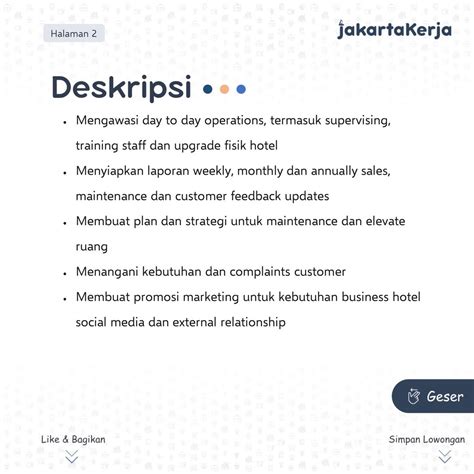 Halaman 2
jakartaKerja
Deskripsi
• Mengawasi day to day operations, termasuk supervising,
training staff dan upgrade fisik hotel
• Menyiapkan laporan weekly, monthly dan annually sales,
maintenance dan customer feedback updates
• Membuat plan dan strategi untuk maintenance dan elevate
ruang
• Menangani kebutuhan dan complaints customer
• Membuat promosi marketing untuk kebutuhan business hotel
social media dan external relationship
Geser
Like & Bagikan
Simpan Lowongan